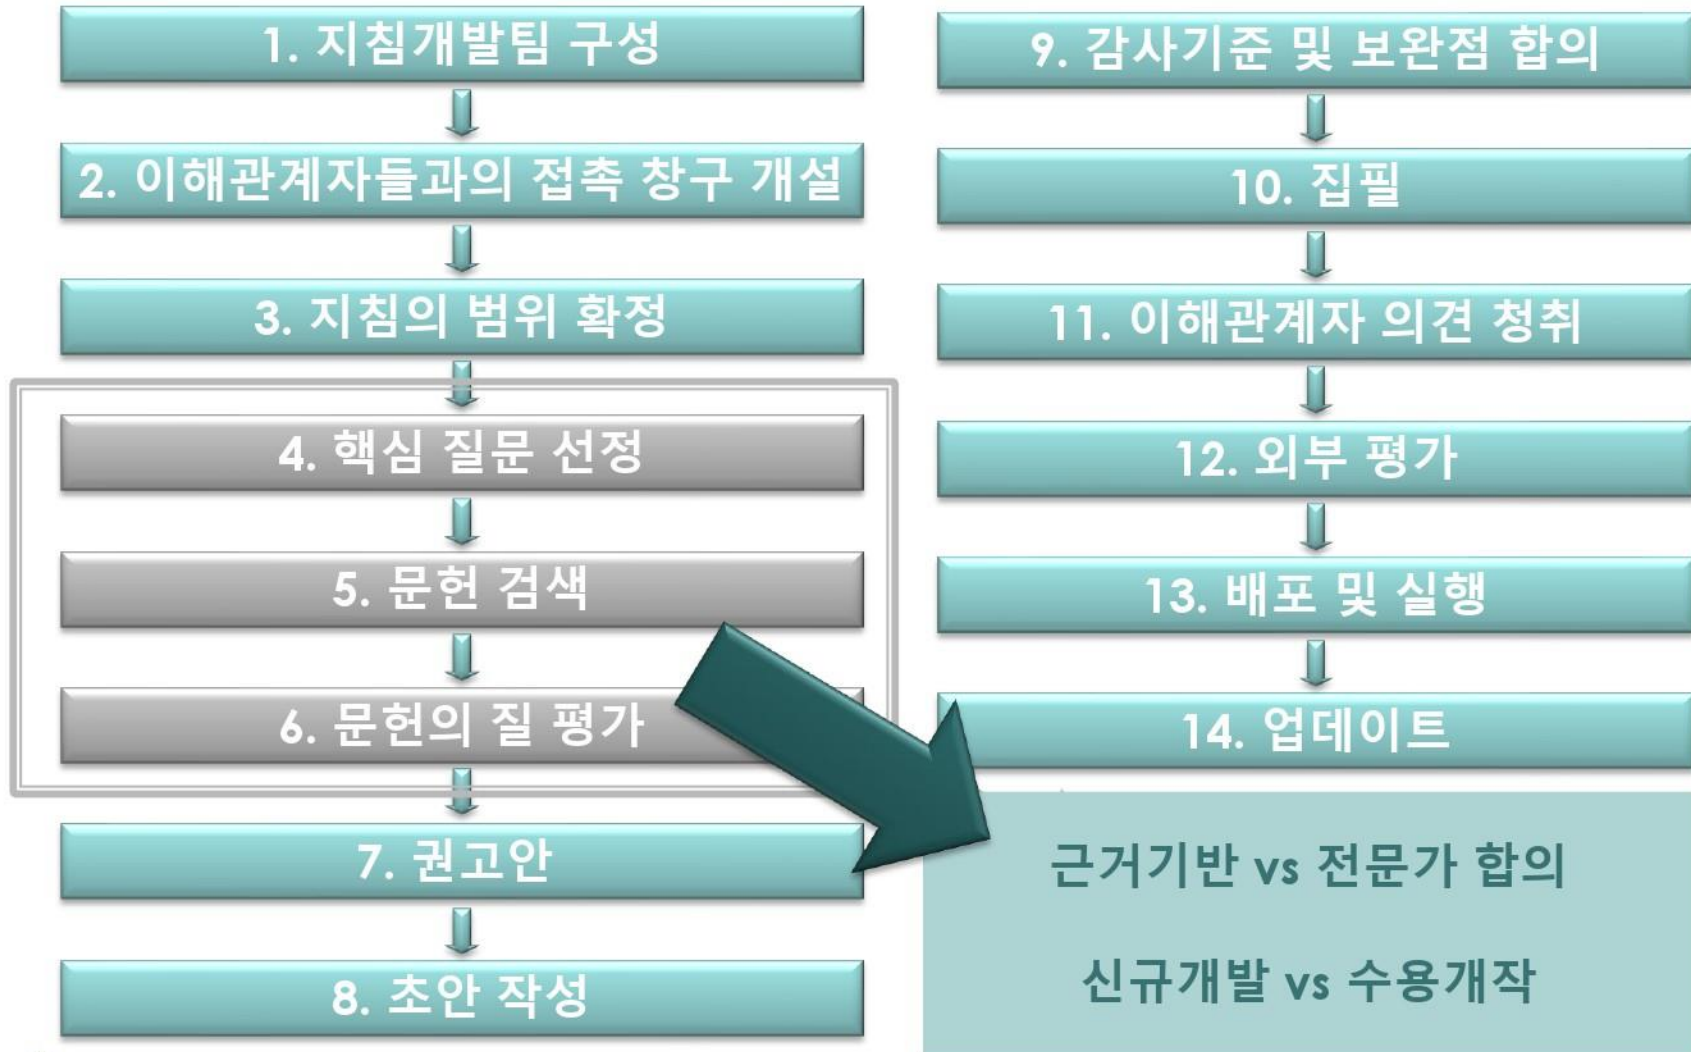 1. 지침개발팀 구성
2. 이해관계자들과의 접촉 창구 개설
3. 지침의 범위 확정
4. 핵심 질문 선정
5. 문헌 검색
6. 문헌의 질 평가
7. 권고안
8. 초안 작성
9. 감사기준 및 보완점 합의
10. 집필
11. 이해관계자 의견 청취
12. 외부 평가
13. 배포 및 실행
14. 업데이트
근거기반 vs 전문가 합의
신규개발 vs 수용개작